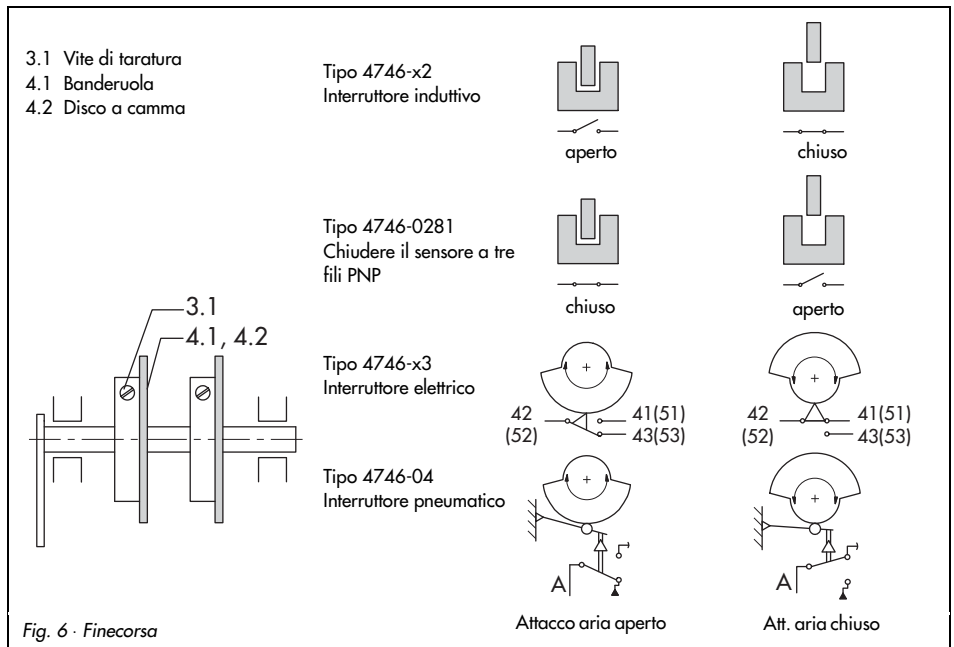 3.1 Vite di taratura
4.1 Banderuola
4.2 Disco a camma
Tipo 4746-x2
Interruttore induttivo
aperto
chiuso
Tipo 4746-0281
Chiudere il sensore a tre
fili PNP
chiuso
aperto
3.1
4.1, 4.2
Tipo 4746-x3
Interruttore elettrico
42
(52)
41(51)
43(53)
42
(52)
41(51)
43(53)
Tipo 4746-04
Interruttore pneumatico
A
A
Attacco aria aperto
Att. aria chiuso
Fig. 6 · Finecorsa